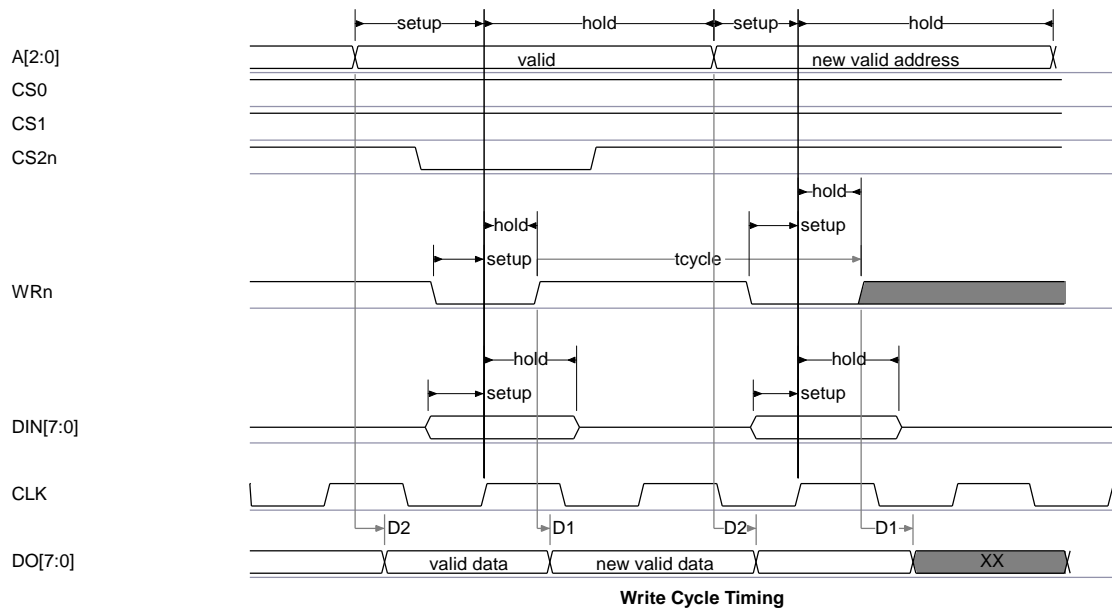 setup hold setup hold
A[2:0] valid new valid address
CS0
CS1
CS2n
hold
hold setup
setup tcycle
WRn
hold hold
setup setup
DIN[7:0]
CLK
D2 D1 D2 D1
DO[7:0] valid data new valid data XX
Write Cycle Timing